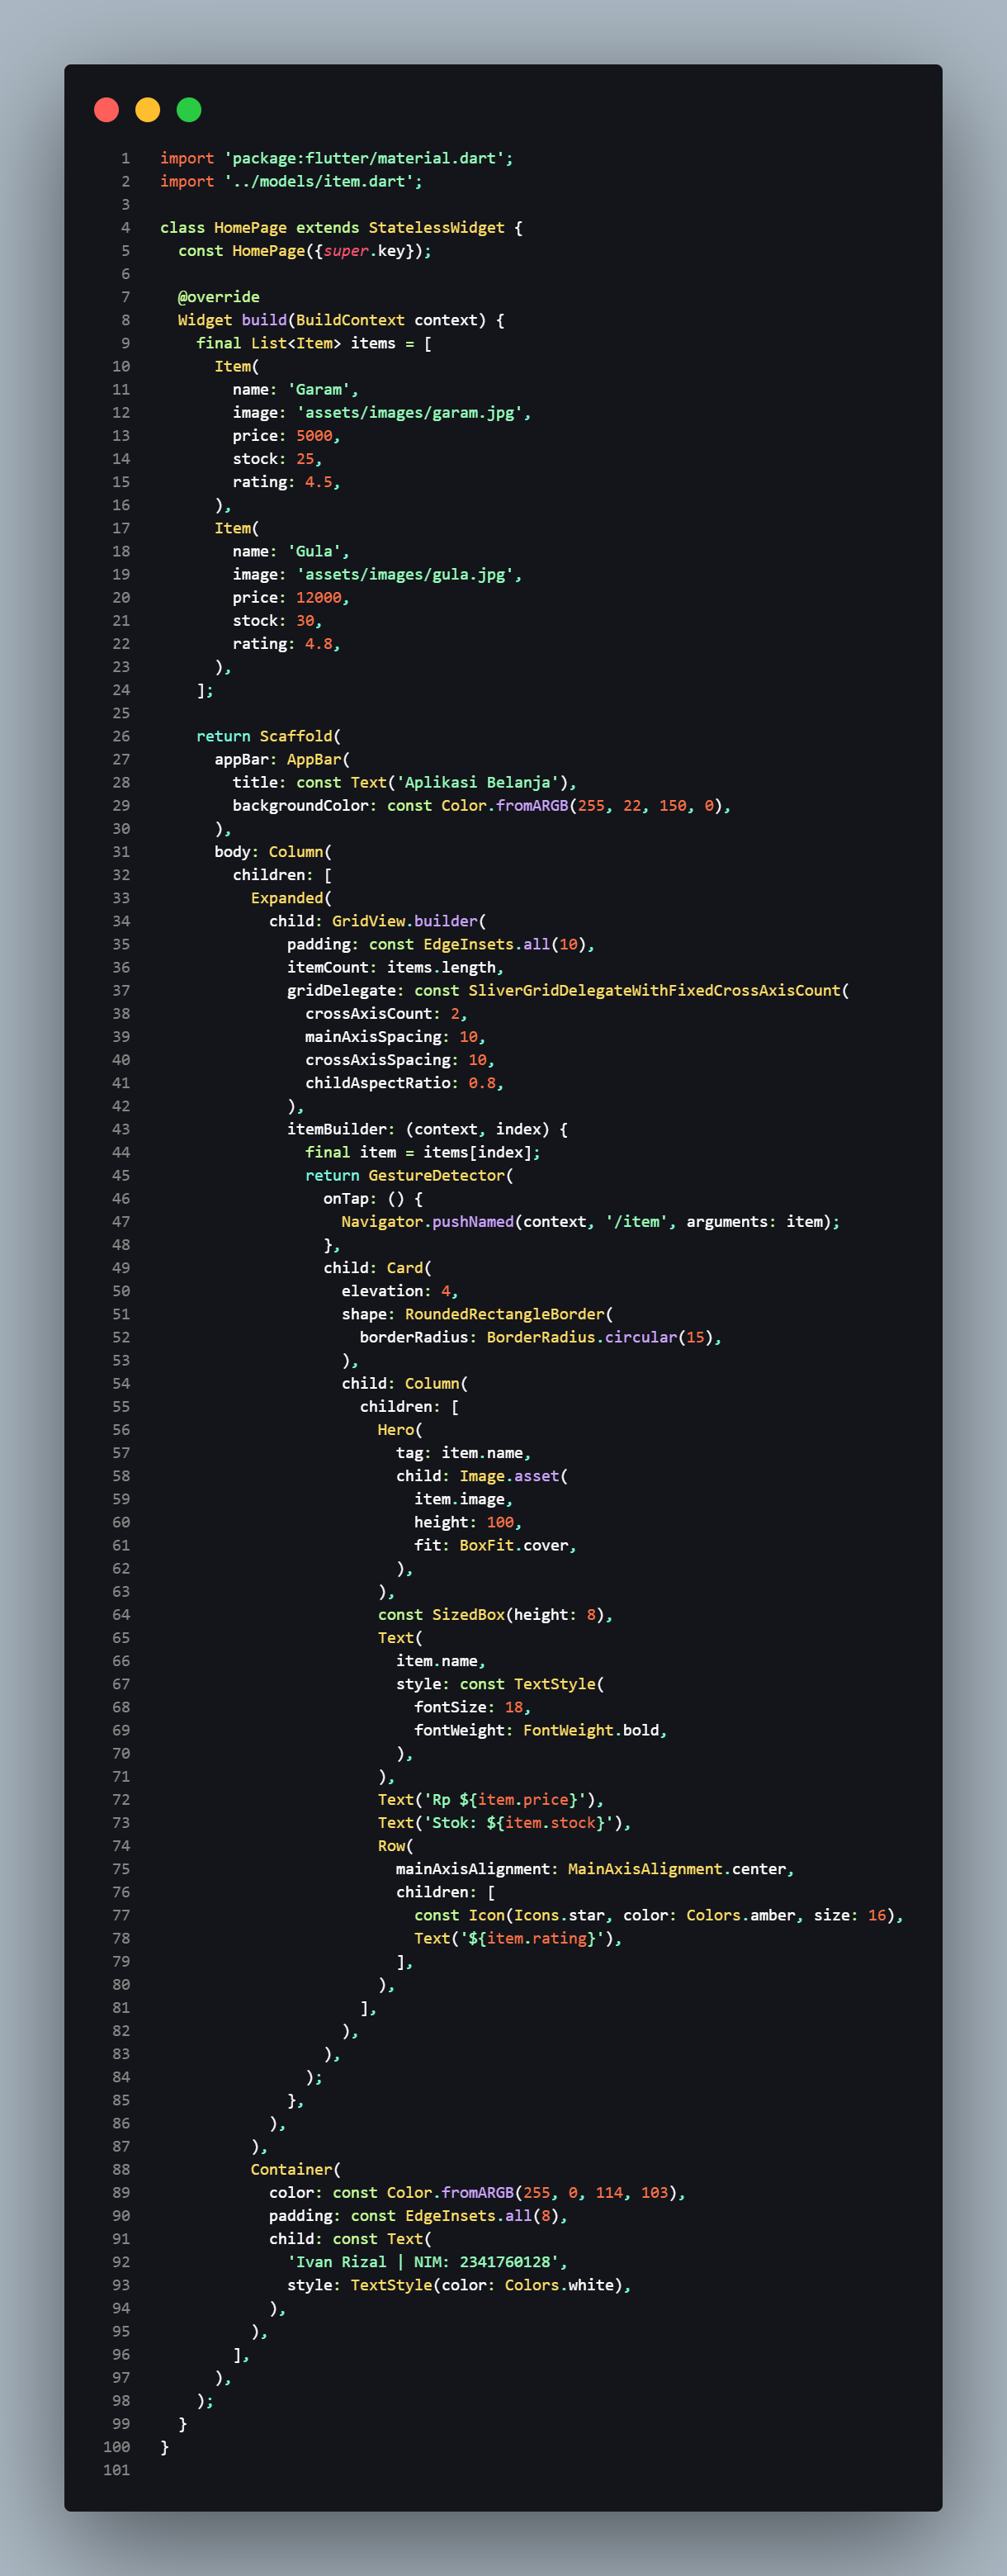 1 import 'package:flutter/material.dart';
2 import '../models/item.dart';
3
4 class HomePage extends StatelessWidget {
5   const HomePage({super.key});
6
7   @override
8   Widget build(BuildContext context) {
9     final List<Item> items = [
10       Item(
11         name: 'Garam',
12         image: 'assets/images/garam.jpg',
13         price: 5000,
14         stock: 25,
15         rating: 4.5,
16       ),
17       Item(
18         name: 'Gula',
19         image: 'assets/images/gula.jpg',
20         price: 12000,
21         stock: 30,
22         rating: 4.8,
23       ),
24     ];
25
26     return Scaffold(
27       appBar: AppBar(
28         title: const Text('Aplikasi Belanja'),
29         backgroundColor: const Color.fromARGB(255, 22, 150, 0),
30       ),
31       body: Column(
32         children: [
33           Expanded(
34             child: GridView.builder(
35               padding: const EdgeInsets.all(10),
36               itemCount: items.length,
37               gridDelegate: const SliverGridDelegateWithFixedCrossAxisCount(
38                 crossAxisCount: 2,
39                 mainAxisSpacing: 10,
40                 crossAxisSpacing: 10,
41                 childAspectRatio: 0.8,
42               ),
43               itemBuilder: (context, index) {
44                 final item = items[index];
45                 return GestureDetector(
46                   onTap: () {
47                     Navigator.pushNamed(context, '/item', arguments: item);
48                   },
49                   child: Card(
50                     elevation: 4,
51                     shape: RoundedRectangleBorder(
52                       borderRadius: BorderRadius.circular(15),
53                     ),
54                     child: Column(
55                       children: [
56                         Hero(
57                           tag: item.name,
58                           child: Image.asset(
59                             item.image,
60                             height: 100,
61                             fit: BoxFit.cover,
62                           ),
63                         ),
64                         const SizedBox(height: 8),
65                         Text(
66                           item.name,
67                           style: const TextStyle(
68                             fontSize: 18,
69                             fontWeight: FontWeight.bold,
70                           ),
71                         ),
72                         Text('Rp ${item.price}'),
73                         Text('Stok: ${item.stock}'),
74                         Row(
75                           mainAxisAlignment: MainAxisAlignment.center,
76                           children: [
77                             const Icon(Icons.star, color: Colors.amber, size: 16),
78                             Text('${item.rating}'),
79                           ],
80                         ),
81                       ],
82                     ),
83                   ),
84                 );
85               },
86             ),
87           ),
88           Container(
89             color: const Color.fromARGB(255, 0, 114, 103),
90             padding: const EdgeInsets.all(8),
91             child: const Text(
92               'Ivan Rizal | NIM: 2341760128',
93               style: TextStyle(color: Colors.white),
94             ),
95           ),
96         ],
97       ),
98     );
99   }
100 }
101